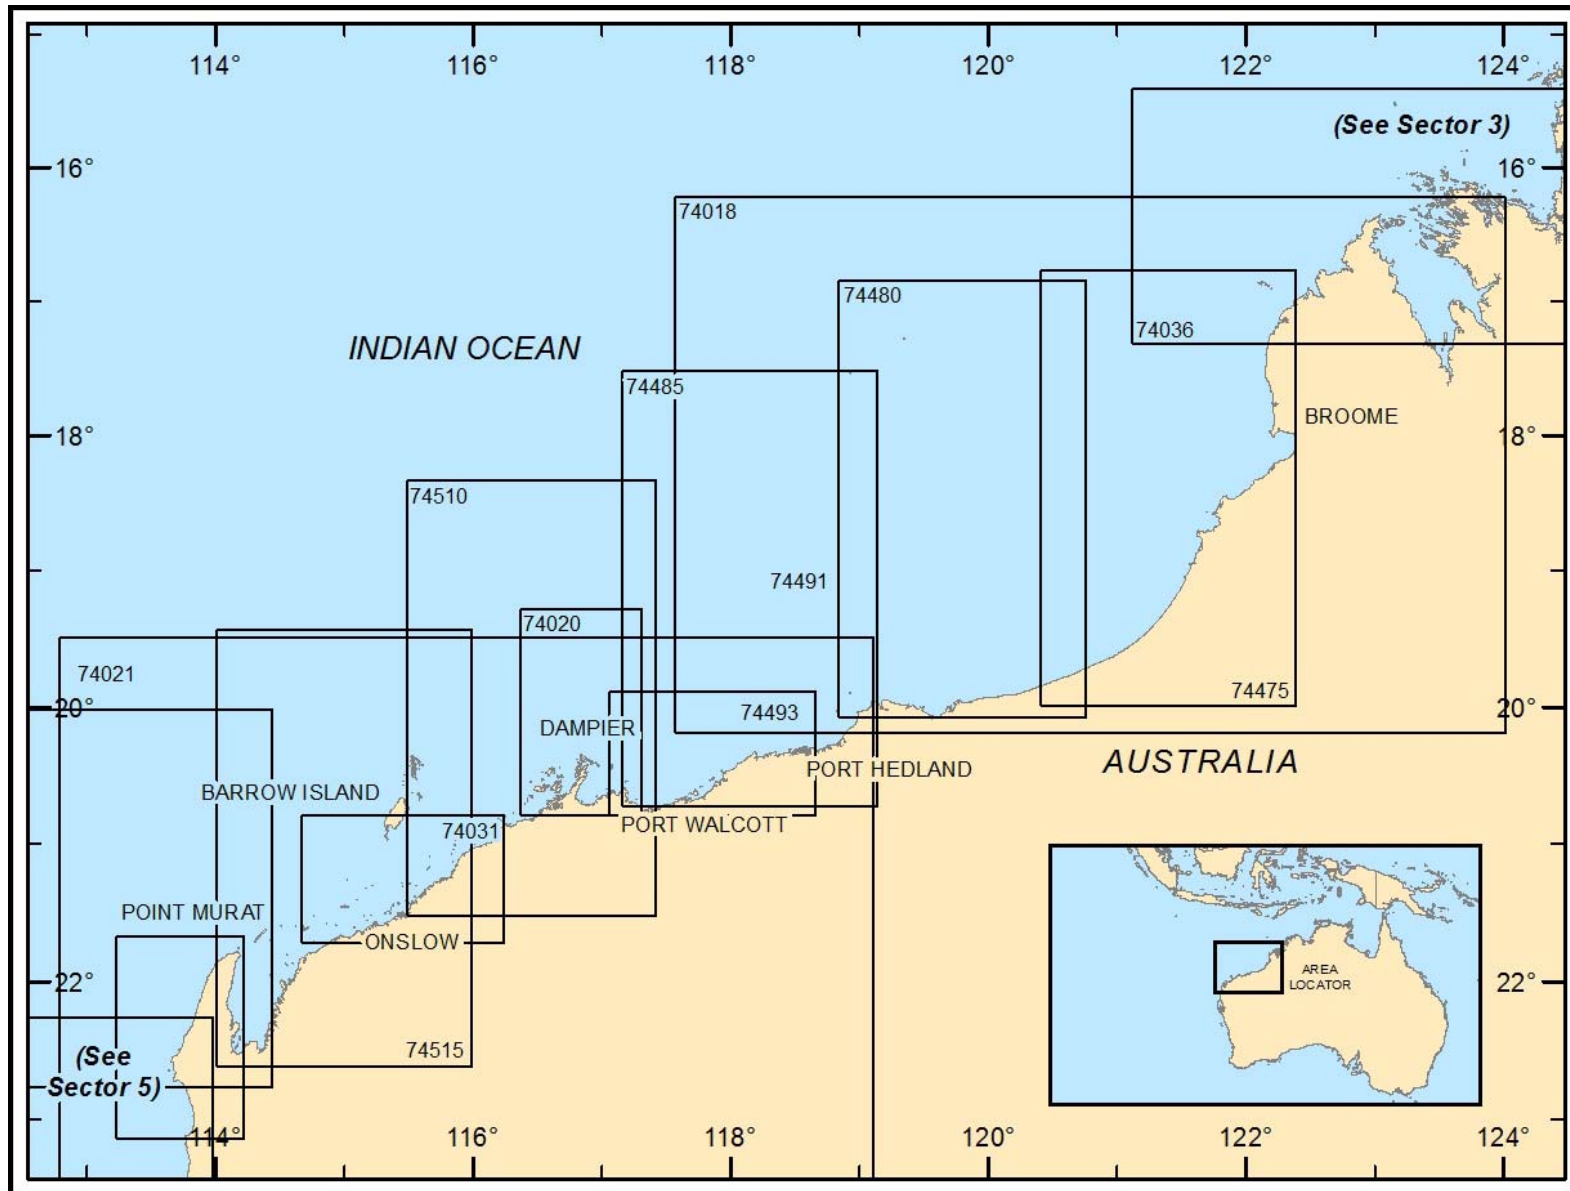 114°
116°
118°
120°
122°
124°
(See Sector 3)
16°
16°
74018
74480
74036
INDIAN OCEAN
74485
BROOME
18°
18°
74510
74491
74020
74021
74475
20°
74493
20°
DAMPIER
AUSTRALIA
PORT HEDLAND
BARROW ISLAND
PORT WALCOTT
74031
POINT MURAT
ONSLOW
22°
AREA
LOCATOR
22°
74515
(See
Sector 5)
114°
116°
118°
120°
122°
124°